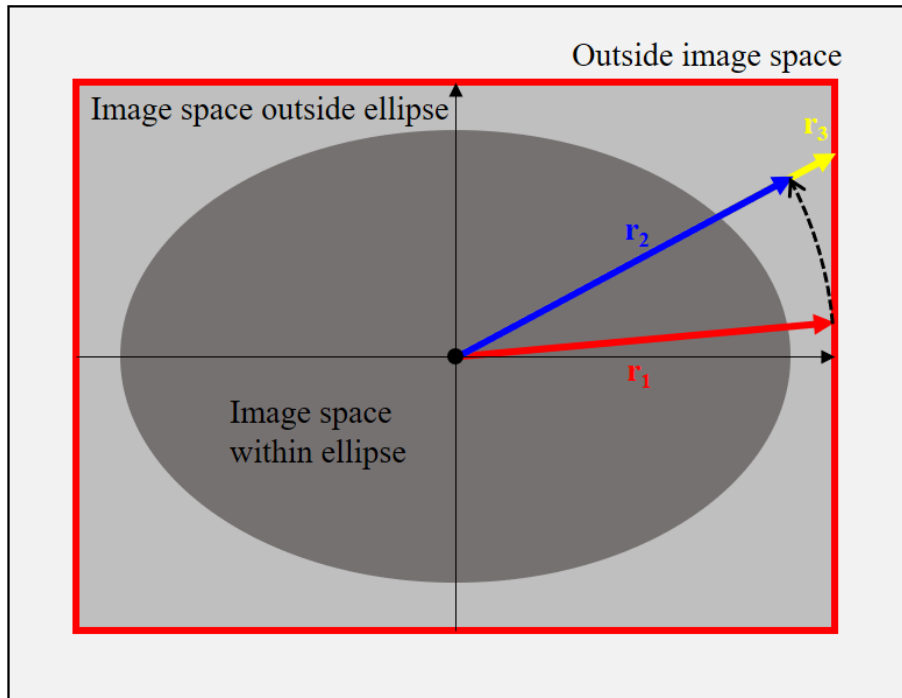 Outside image space
Image space outside ellipse
r₃
r₂
r₁
Image space
within ellipse